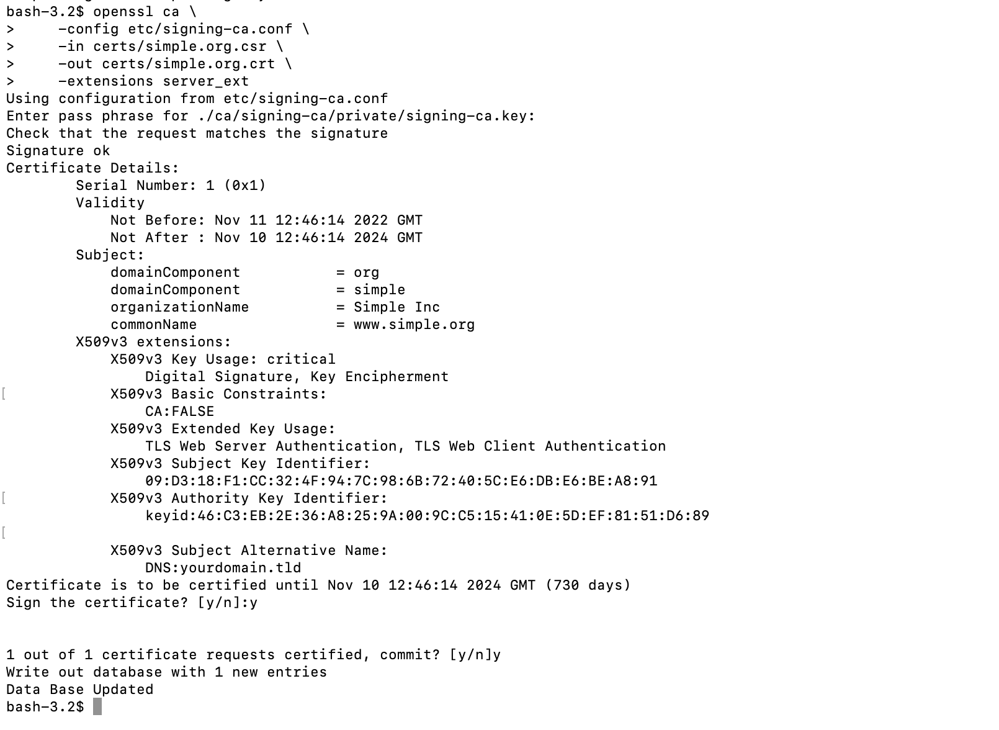 bash-3.2$ openssl ca \
>     -config etc/signing-ca.conf \
>     -in certs/simple.org.csr \
>     -out certs/simple.org.crt \
>     -extensions server_ext
Using configuration from etc/signing-ca.conf
Enter pass phrase for ./ca/signing-ca/private/signing-ca.key:
Check that the request matches the signature
Signature ok
Certificate Details:
        Serial Number: 1 (0x1)
        Validity
            Not Before: Nov 11 12:46:14 2022 GMT
            Not After : Nov 10 12:46:14 2024 GMT
        Subject:
            domainComponent           = org
            domainComponent           = simple
            organizationName          = Simple Inc
            commonName                = www.simple.org
        X509v3 extensions:
            X509v3 Key Usage: critical
                Digital Signature, Key Encipherment
[            X509v3 Basic Constraints:
                CA:FALSE
            X509v3 Extended Key Usage:
                TLS Web Server Authentication, TLS Web Client Authentication
            X509v3 Subject Key Identifier:
                09:D3:18:F1:CC:32:4F:94:7C:98:6B:72:40:5C:E6:DB:E6:BE:A8:91
[            X509v3 Authority Key Identifier:
                keyid:46:C3:EB:2E:36:A8:25:9A:00:9C:C5:15:41:0E:5D:EF:81:51:D6:89
[
            X509v3 Subject Alternative Name:
                DNS:yourdomain.tld
Certificate is to be certified until Nov 10 12:46:14 2024 GMT (730 days)
Sign the certificate? [y/n]:y
1 out of 1 certificate requests certified, commit? [y/n]y
Write out database with 1 new entries
Data Base Updated
bash-3.2$